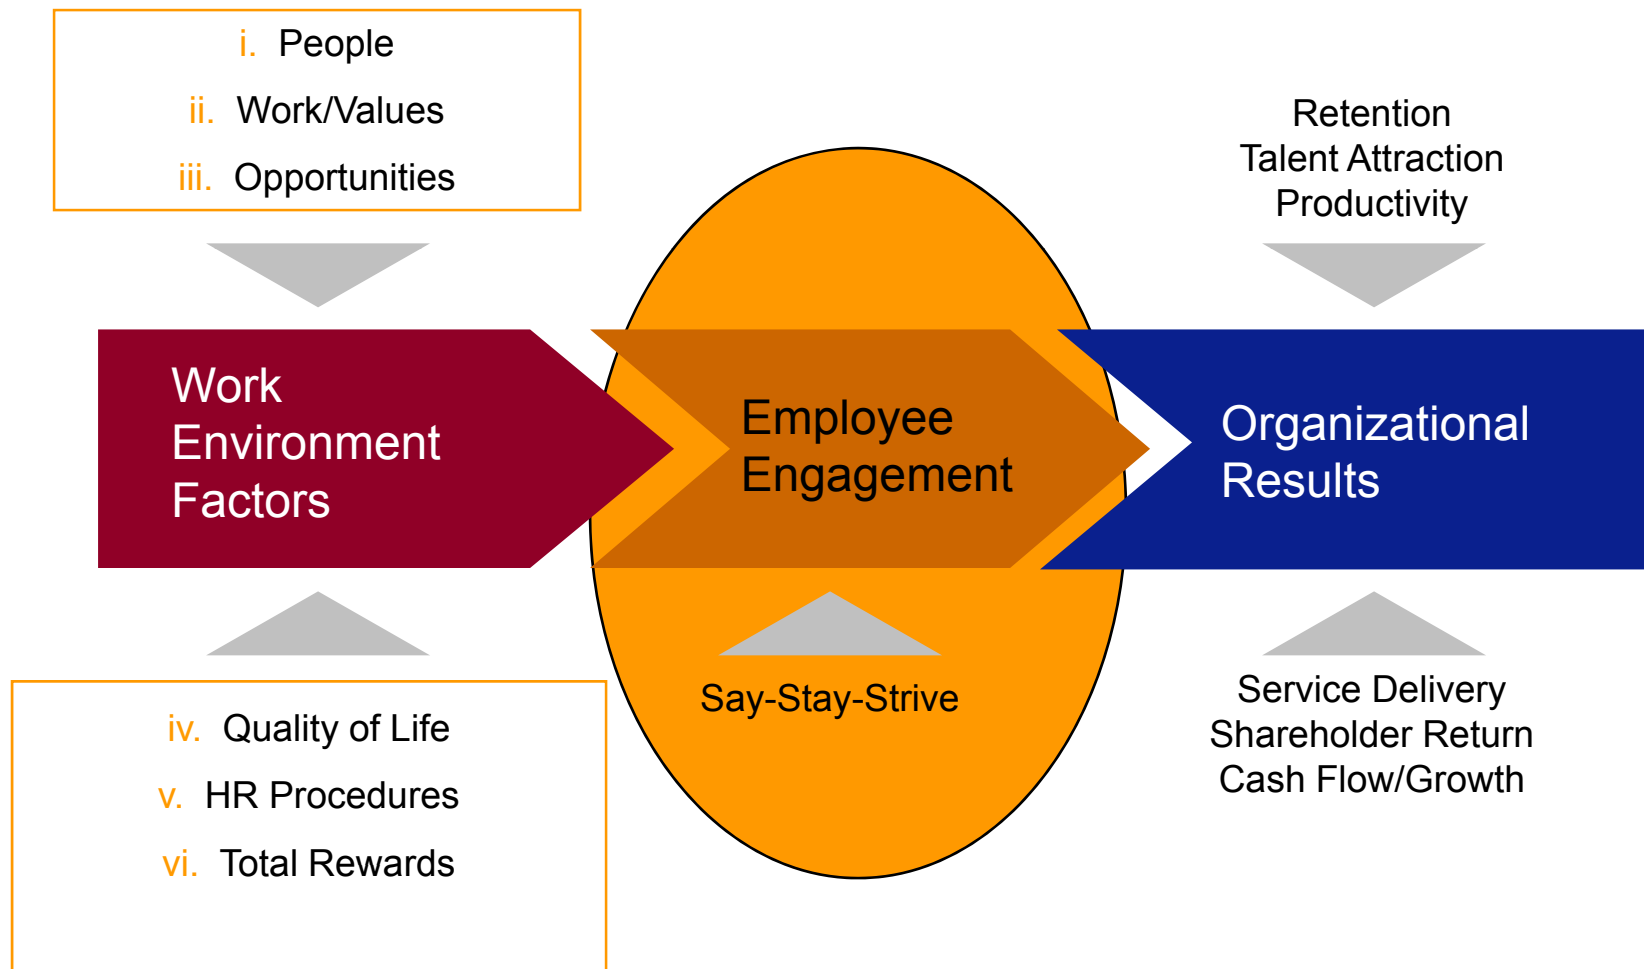 i. People
ii. Work/Values
iii. Opportunities
Retention
Talent Attraction
Productivity
Work
Environment
Factors
Employee
Engagement
Organizational
Results
iv. Quality of Life
v. HR Procedures
vi. Total Rewards
Say-Stay-Strive
Service Delivery
Shareholder Return
Cash Flow/Growth